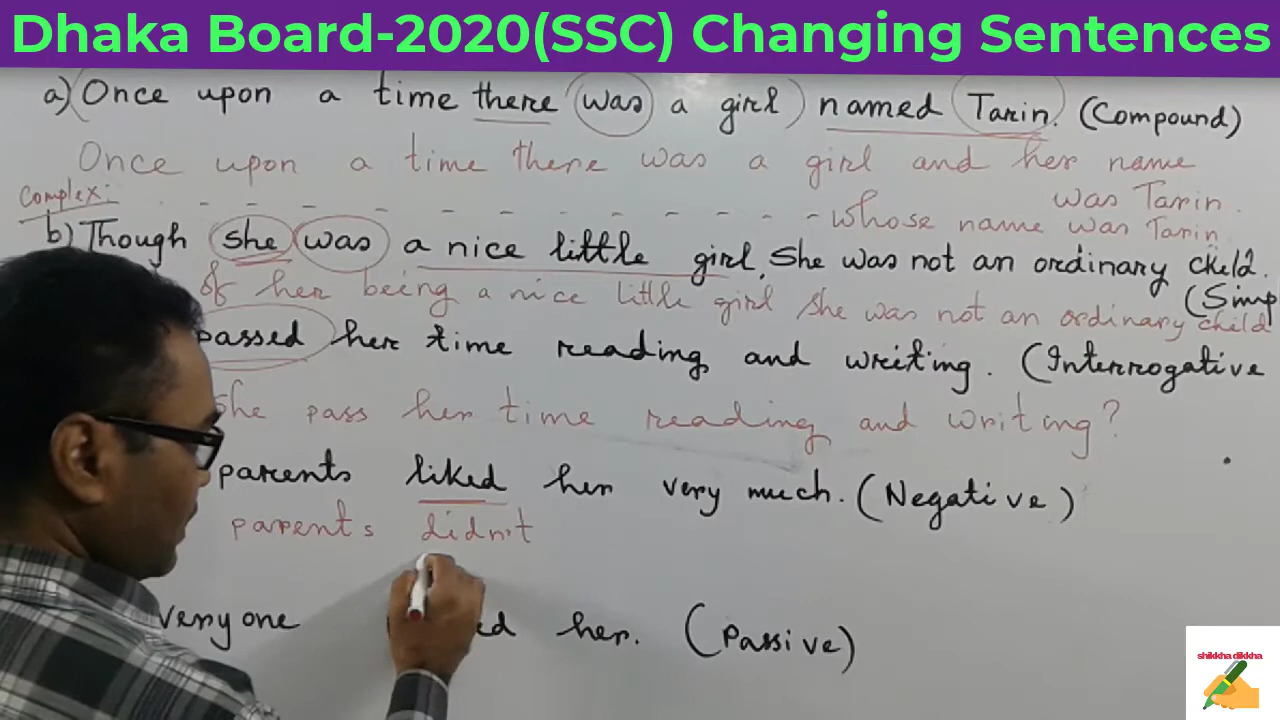 Dhaka Board-2020(SSC) Changing Sentences
a) Once upon a time there was a girl named Tarin. (Compound)
Once upon a time there was a girl and her name
was Tarin.
Complex: - - - - - - - - - - - - whose name was Tarin
b) Though she was a nice little girl, She was not an ordinary child.
(Simp
of her being a nice little girl she was not an ordinary child
passed her time reading and writing. (Interrogative
she pass her time reading and writing?
parents liked her very much. (Negative)
parents didn't
veryone ed her. (Passive)
shikkha dikkha